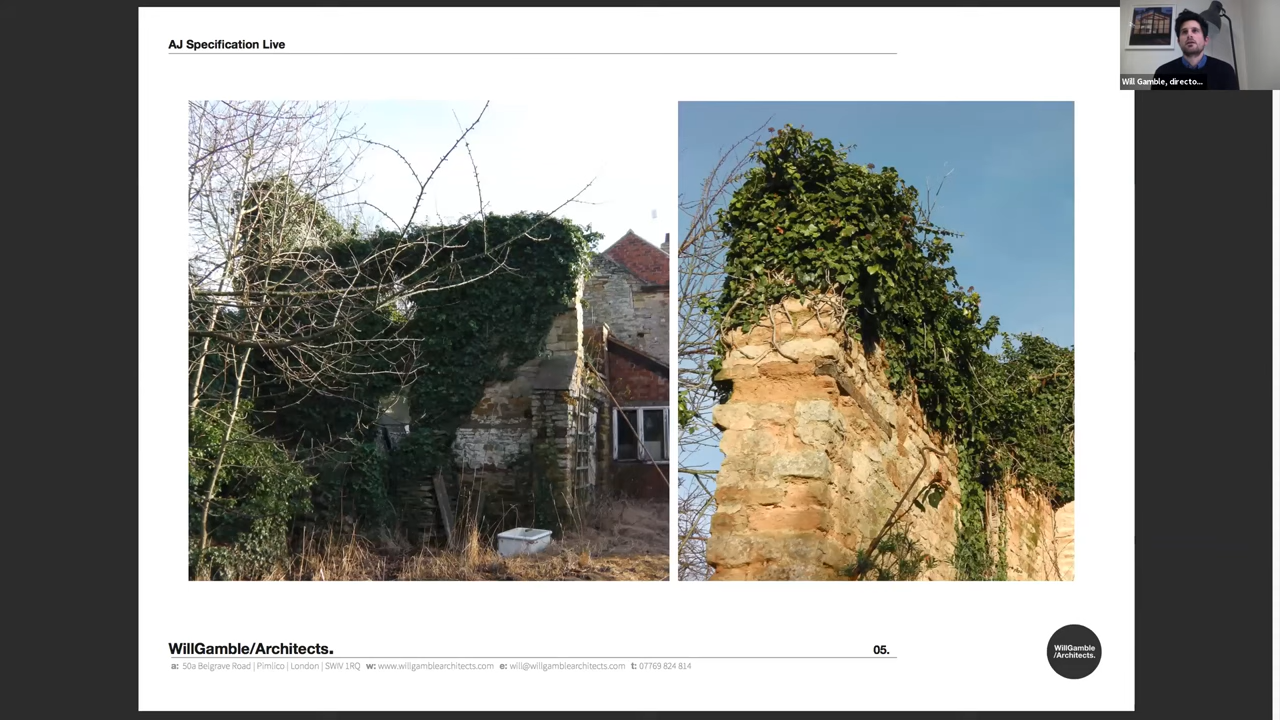 AJ Specification Live
Will Gamble, directo...
WillGamble/Architects.
05.
a: 50a Belgrave Road | Pimlico | London | SW1V 1RQ w: www.willgamblearchitects.com e: will@willgamblearchitects.com t: 07769 824 814
WillGamble
/Architects.